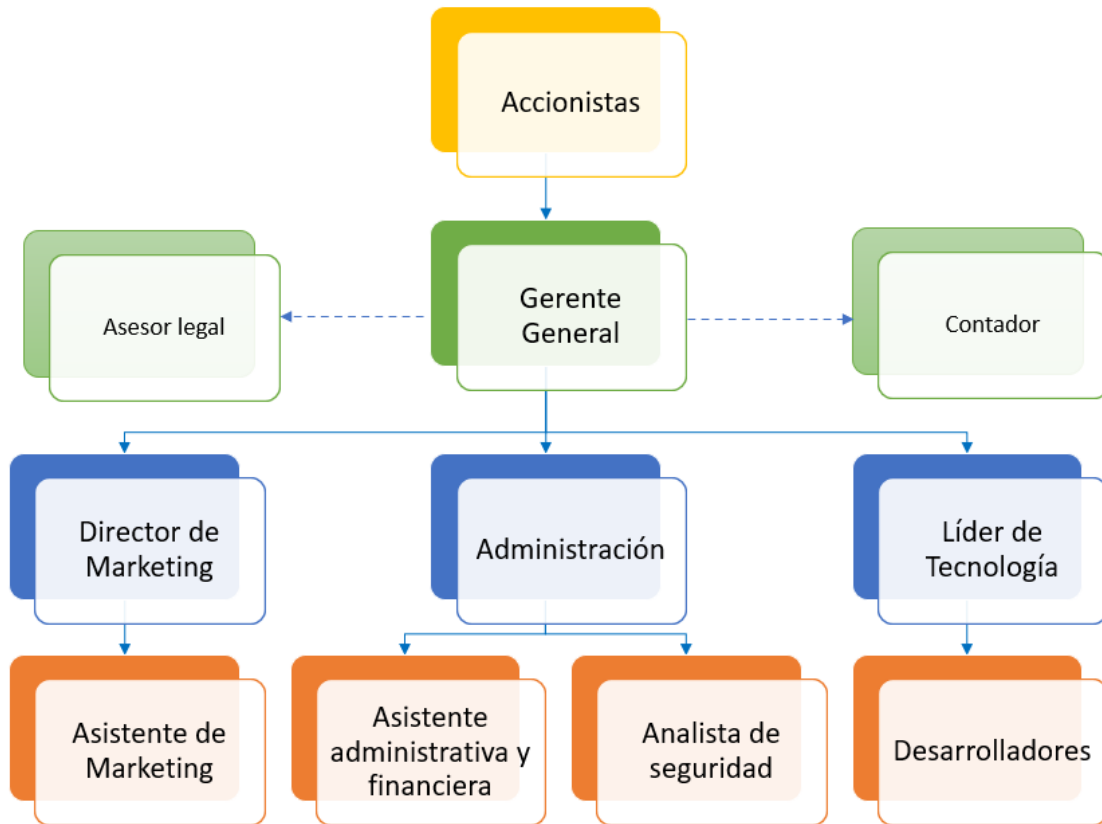 Accionistas
Gerente
General
Asesor legal
Contador
Director de
Marketing
Administración
Líder de
Tecnología
Asistente de
Marketing
Asistente
administrativa y
financiera
Analista de
seguridad
Desarrolladores